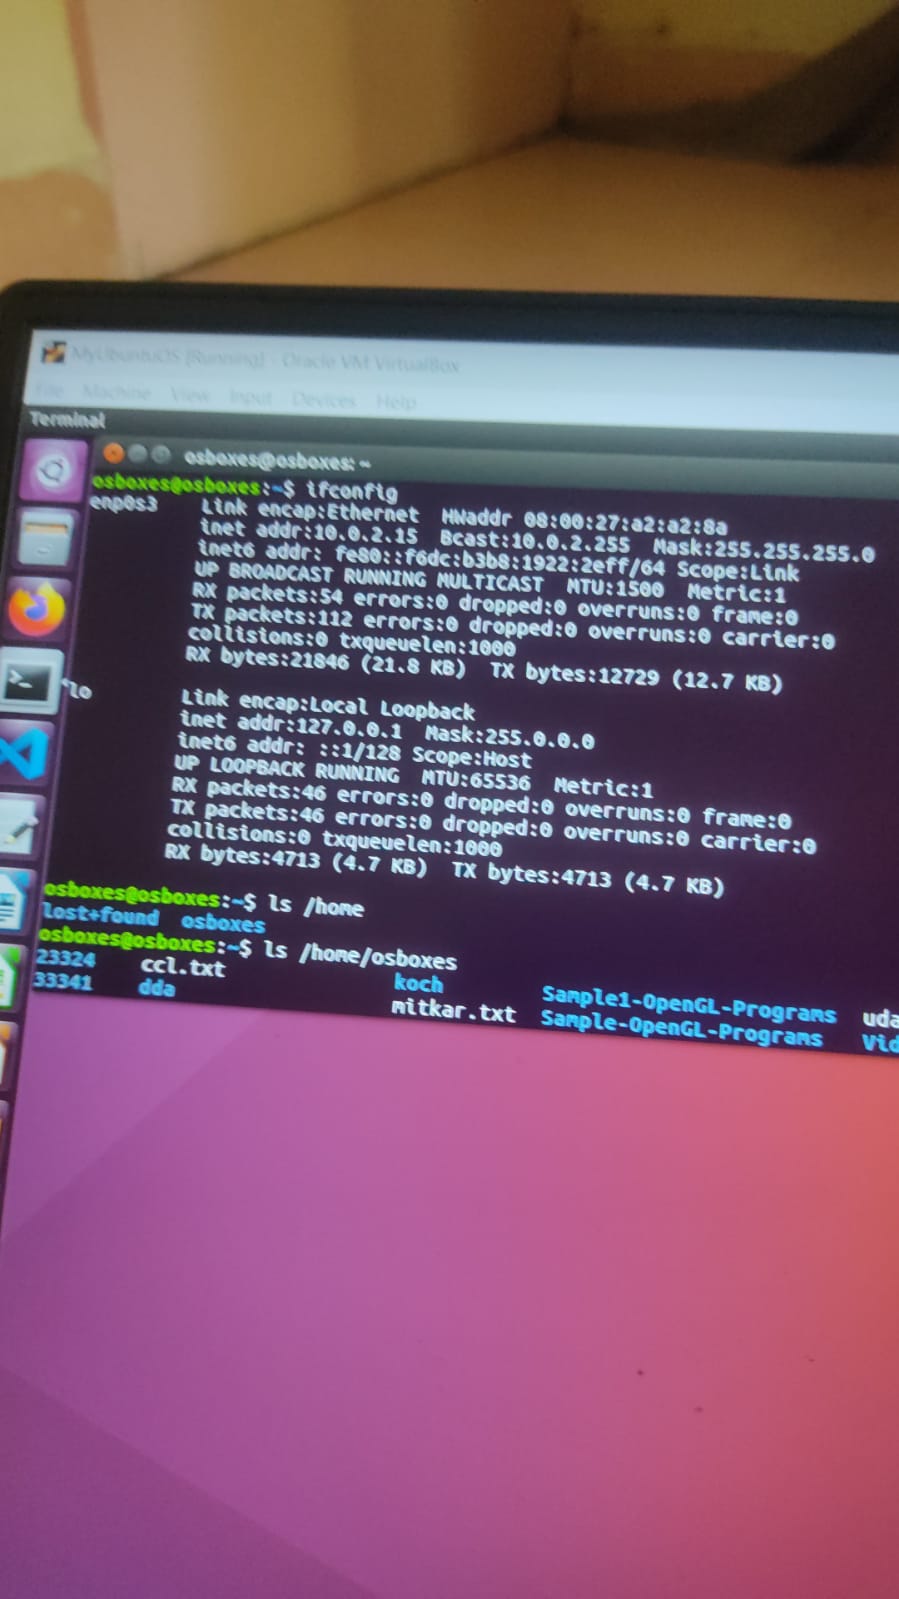 MyUbuntuOS [Running] - Oracle VM VirtualBox
File Machine View Input Devices Help
Terminal
osboxes@osboxes: ~
osboxes@osboxes:~$ ifconfig
enp0s3 Link encap:Ethernet HWaddr 08:00:27:a2:a2:8a
inet addr:10.0.2.15 Bcast:10.0.2.255 Mask:255.255.255.0
inet6 addr: fe80::f6dc:b3b8:1922:2eff/64 Scope:Link
UP BROADCAST RUNNING MULTICAST MTU:1500 Metric:1
RX packets:54 errors:0 dropped:0 overruns:0 frame:0
TX packets:112 errors:0 dropped:0 overruns:0 carrier:0
collisions:0 txqueuelen:1000
RX bytes:21846 (21.8 KB) TX bytes:12729 (12.7 KB)
lo Link encap:Local Loopback
inet addr:127.0.0.1 Mask:255.0.0.0
inet6 addr: ::1/128 Scope:Host
UP LOOPBACK RUNNING MTU:65536 Metric:1
RX packets:46 errors:0 dropped:0 overruns:0 frame:0
TX packets:46 errors:0 dropped:0 overruns:0 carrier:0
collisions:0 txqueuelen:1000
RX bytes:4713 (4.7 KB) TX bytes:4713 (4.7 KB)
osboxes@osboxes:~$ ls /home
lost+found osboxes
osboxes@osboxes:~$ ls /home/osboxes
23324 ccl.txt koch Sample1-OpenGL-Programs uda
33341 dda mitkar.txt Sample-OpenGL-Programs Vid